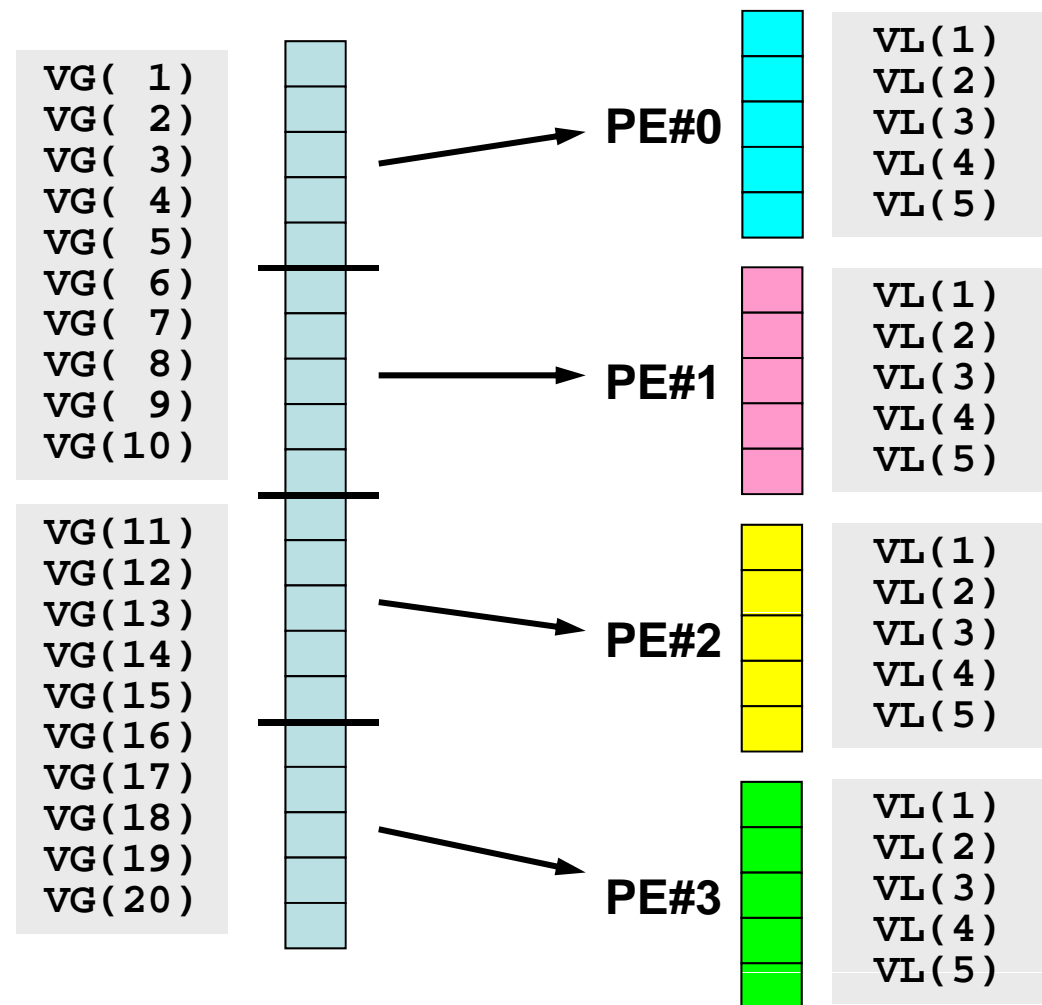 VG( 1)
VG( 2)
VG( 3)
VG( 4)
VG( 5)
VG( 6)
VG( 7)
VG( 8)
VG( 9)
VG(10)
VG(11)
VG(12)
VG(13)
VG(14)
VG(15)
VG(16)
VG(17)
VG(18)
VG(19)
VG(20)
PE#0
VL(1)
VL(2)
VL(3)
VL(4)
VL(5)
PE#1
VL(1)
VL(2)
VL(3)
VL(4)
VL(5)
PE#2
VL(1)
VL(2)
VL(3)
VL(4)
VL(5)
PE#3
VL(1)
VL(2)
VL(3)
VL(4)
VL(5)